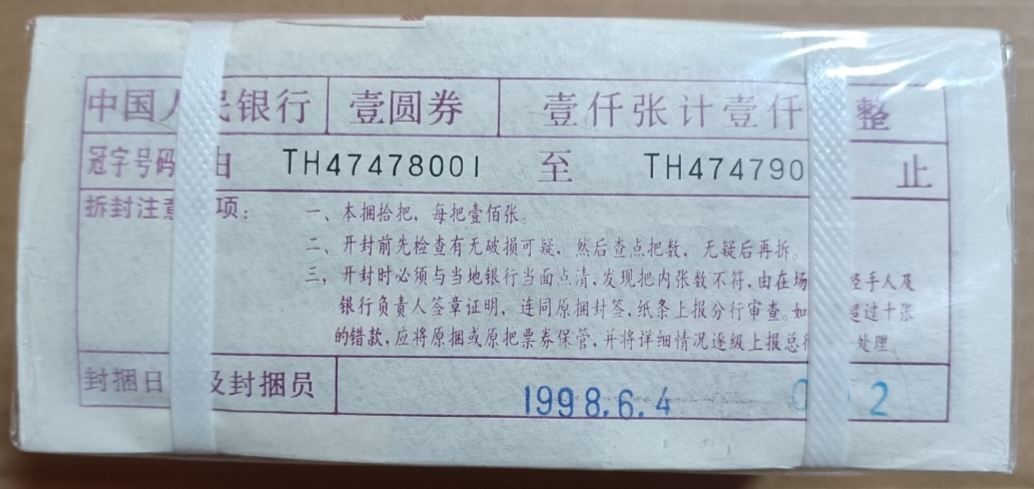 中国人民银行 壹圆券 壹仟张计壹仟 整
冠字号码 由 TH47478001 至 TH474790 止
拆封注意 项:
一、本捆拾把,每把壹佰张。
二、开封前先检查有无破损可疑,然后查点把数,无疑后再拆。
三、开封时必须与当地银行当面点清,发现把内张数不符,由在场 经手人及
银行负责人签章证明,连同原捆封签、纸条上报分行审查。如 超过十张
的错款,应将原捆或原把票券保管,并将详细情况逐级上报总行 处理。
封捆日 及封捆员 1998.6.4 2